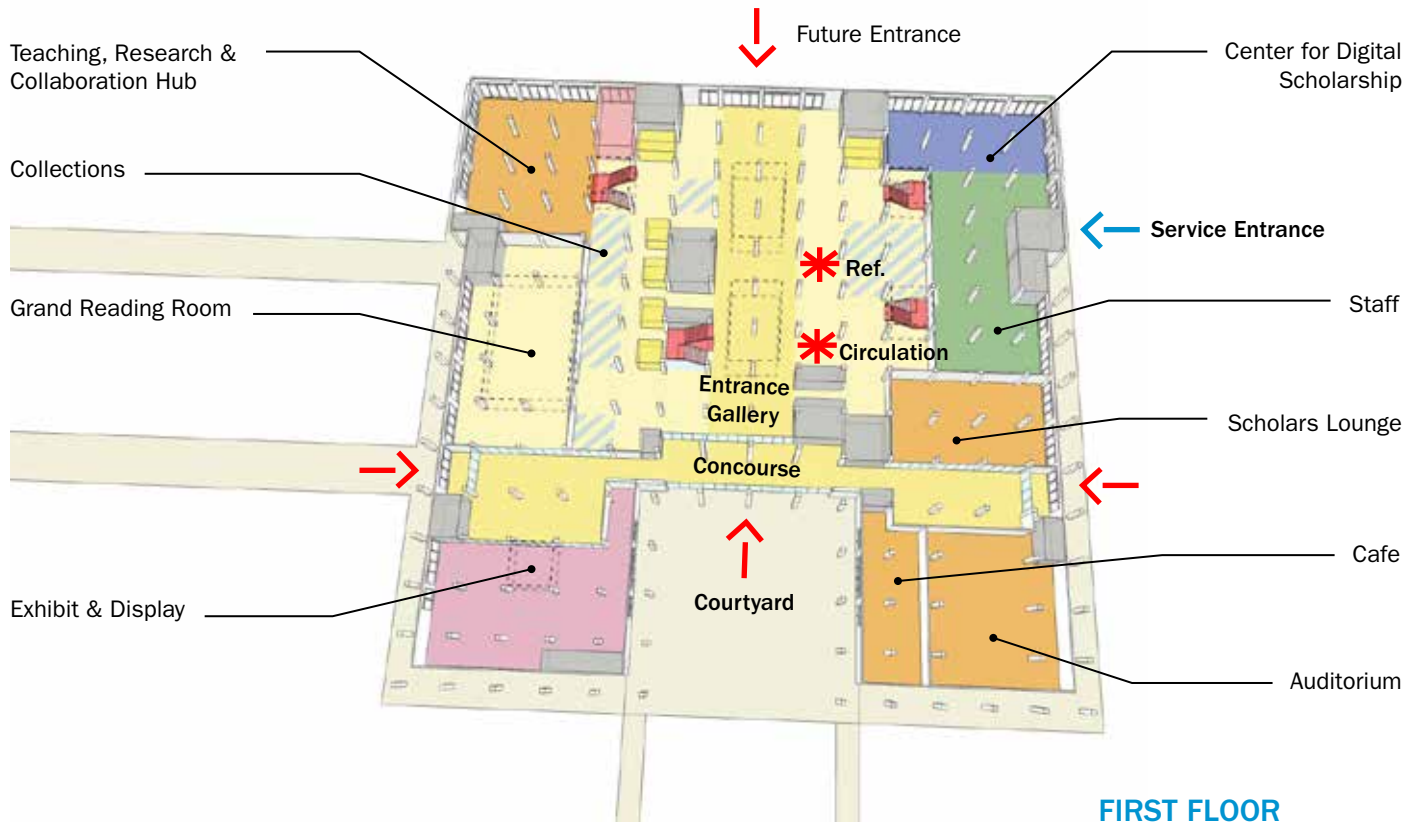 Future Entrance
Teaching, Research &
Collaboration Hub
Center for Digital
Scholarship
Collections
Service Entrance
Ref.
Grand Reading Room
Staff
Circulation
Entrance
Gallery
Scholars Lounge
Concourse
Cafe
Exhibit & Display
Courtyard
Auditorium
FIRST FLOOR